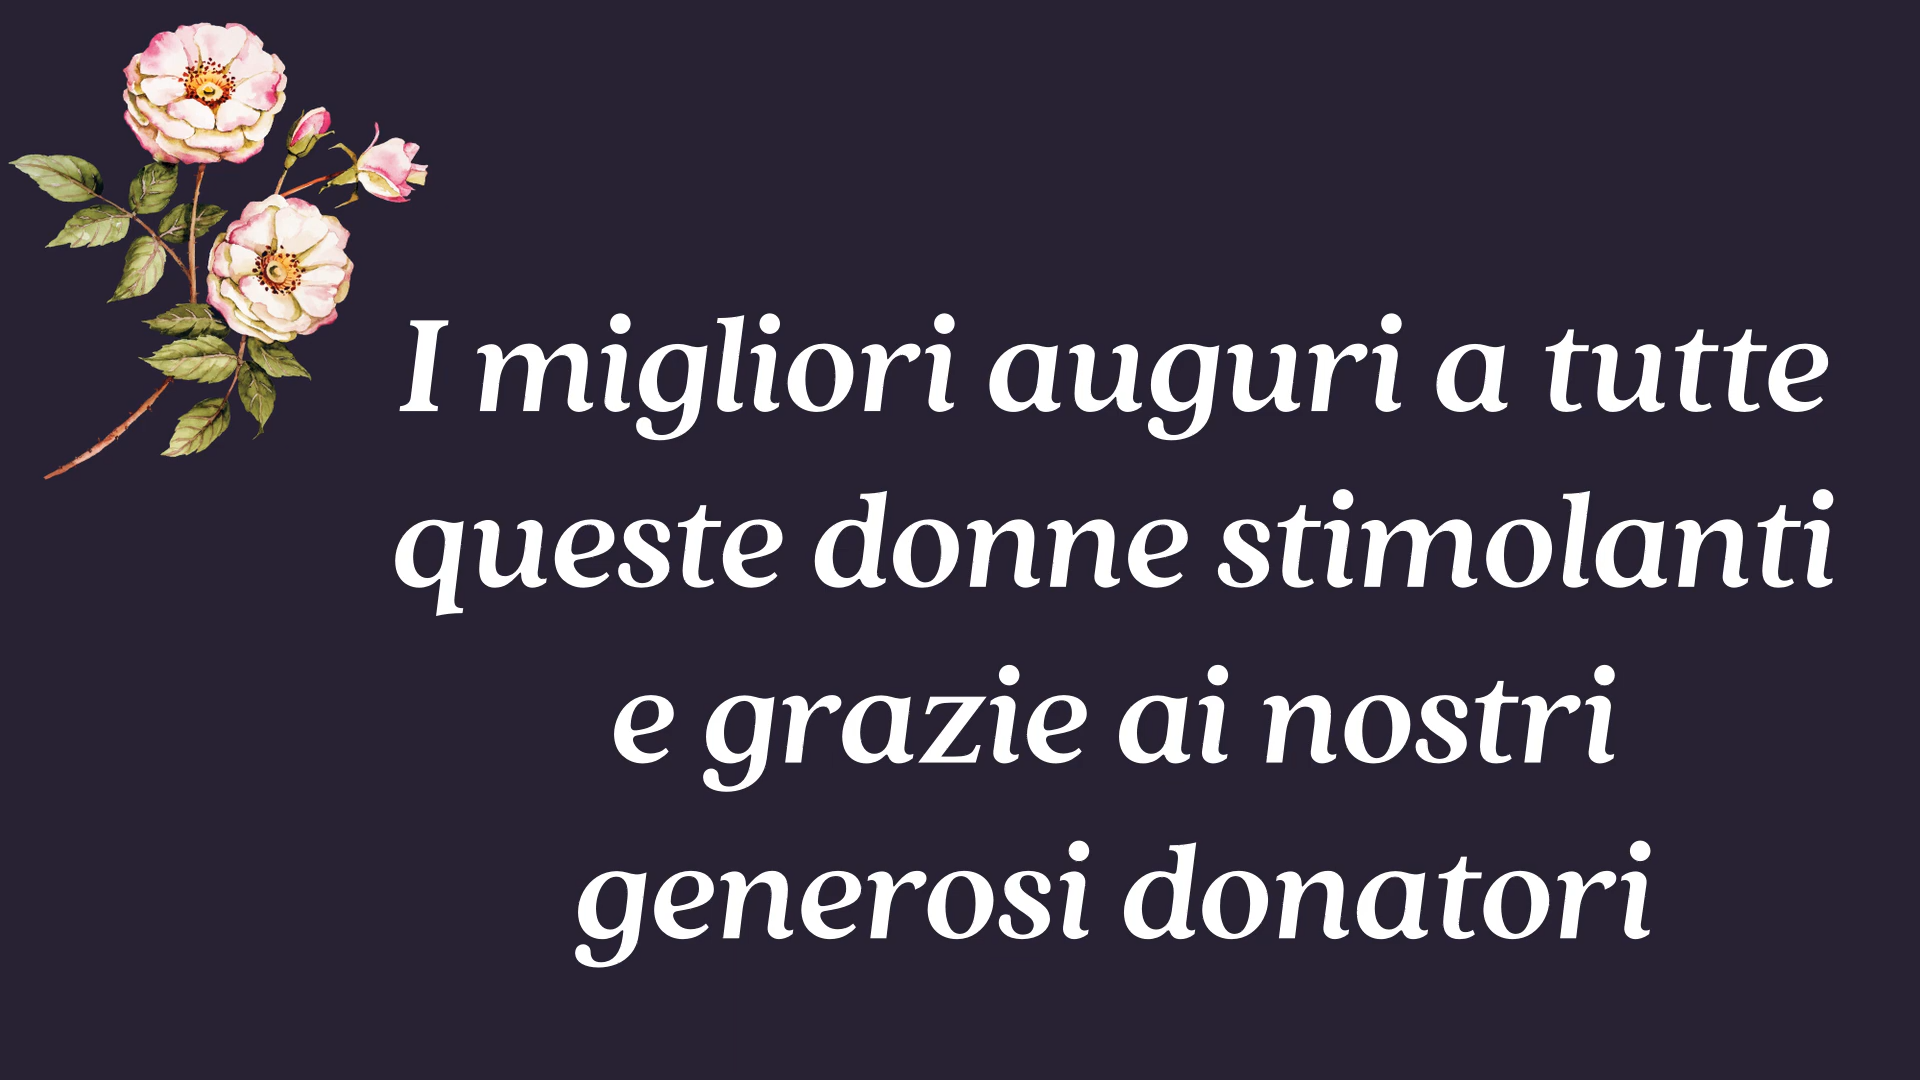 I migliori auguri a tutte
queste donne stimolanti
e grazie ai nostri
generosi donatori